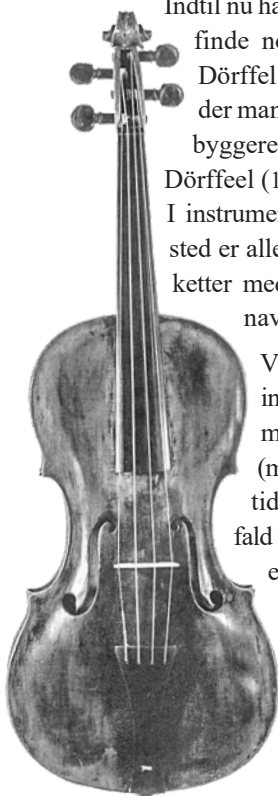 Indtil nu ha
finde no
Dörffel
der man
byggere
Dörffeel (1
I instrume
sted er alle
ketter med
nav
V
in
m
(m
tid
fald
e